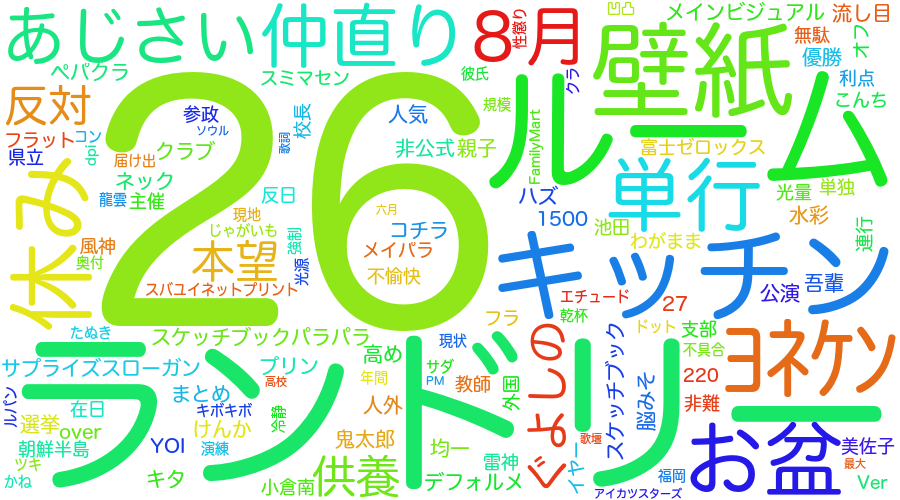 あじさい
仲直り
8月
性懲り
凹凸
メインビジュアル
流し目
無駄
オフ
優勝
利点
こんち
壁紙
ペパクラ
スミマセン
彼氏
クラ
反対
26
ルーム
参政
ソウル
校長
歌詞
人気
規模
FamilyMart
フラット
コン
dpi
県立
届け出
クラブ
非公式
親子
富士ゼロックス
ネック
反日
龍雲
主催
単行
ハズ
光量
単独
水彩
連行
休み
現地
じゃがいも
六月
コチラ
1500
池田
わがまま
風神
奥付
本望
強制
光源
メイパラ
不愉快
キッチン
吾輩
公演
スバユイネットプリント
エチュード
27
乾杯
たぬき
スケッチブックパラパラ
フラ
現状
ドット
支部
不具合
ヨネケン
サプライズスローガン
プリン
高め
サダ
PM
教師
外国
ぐよしの
スケッチブック
220
ランドリー
高校
年間
ルパン
まとめ
キボキボ
人外
脳みそ
非難
選挙
在日
けんか
冷静
over
朝鮮半島
YOI
演練
鬼太郎
均一
歌壇
お盆
美佐子
ツキ
かね
キタ
小倉南
供養
デフォルメ
雷神
イヤー
福岡
アイカツスターズ
最大
Ver